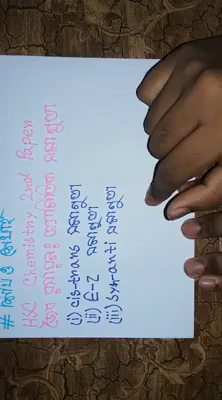 #
HSC Chemistry 2nd Paper
জৈব জ্যামিতিক সমাণুতা
(i) cis-trans সমাণুতা
(ii) E-Z সমাণুতা
(iii) Syn-anti সমাণুতা